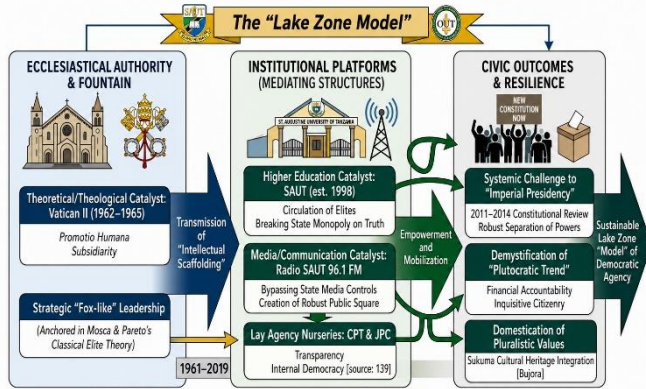 The "Lake Zone Model"
SAUT
OUT
ECCLESIASTICAL AUTHORITY
& FOUNTAIN
Theoretical/Theological Catalyst:
Vatican II (1962–1965)
Promotio Humana
Subsidiarity
Strategic "Fox-like" Leadership
(Anchored in Mosca & Pareto's
Classical Elite Theory)
Transmission of
"Intellectual
Scaffolding"
1961–2019
INSTITUTIONAL PLATFORMS
(MEDIATING STRUCTURES)
ST. AUGUSTINE UNIVERSITY OF TANZANIA
Higher Education Catalyst:
SAUT (est. 1998)
Circulation of Elites
Breaking State Monopoly on Truth
Media/Communication Catalyst:
Radio SAUT 96.1 FM
Bypassing State Media Controls
Creation of Robust Public Square
Lay Agency Nurseries: CPT & JPC
Transparency
Internal Democracy [source: 139]
Empowerment and
Mobilization
CIVIC OUTCOMES
& RESILIENCE
NEW
CONSTITUTION
NOW
Systemic Challenge to
"Imperial Presidency"
2011–2014 Constitutional Review
Robust Separation of Powers
Demystification of
"Plutocratic Trend"
Financial Accountability
Inquisitive Citizenry
Domestication of
Pluralistic Values
Sukuma Cultural Heritage Integration
[Bujora]
Sustainable
Lake Zone "Model"
of Democratic
Agency